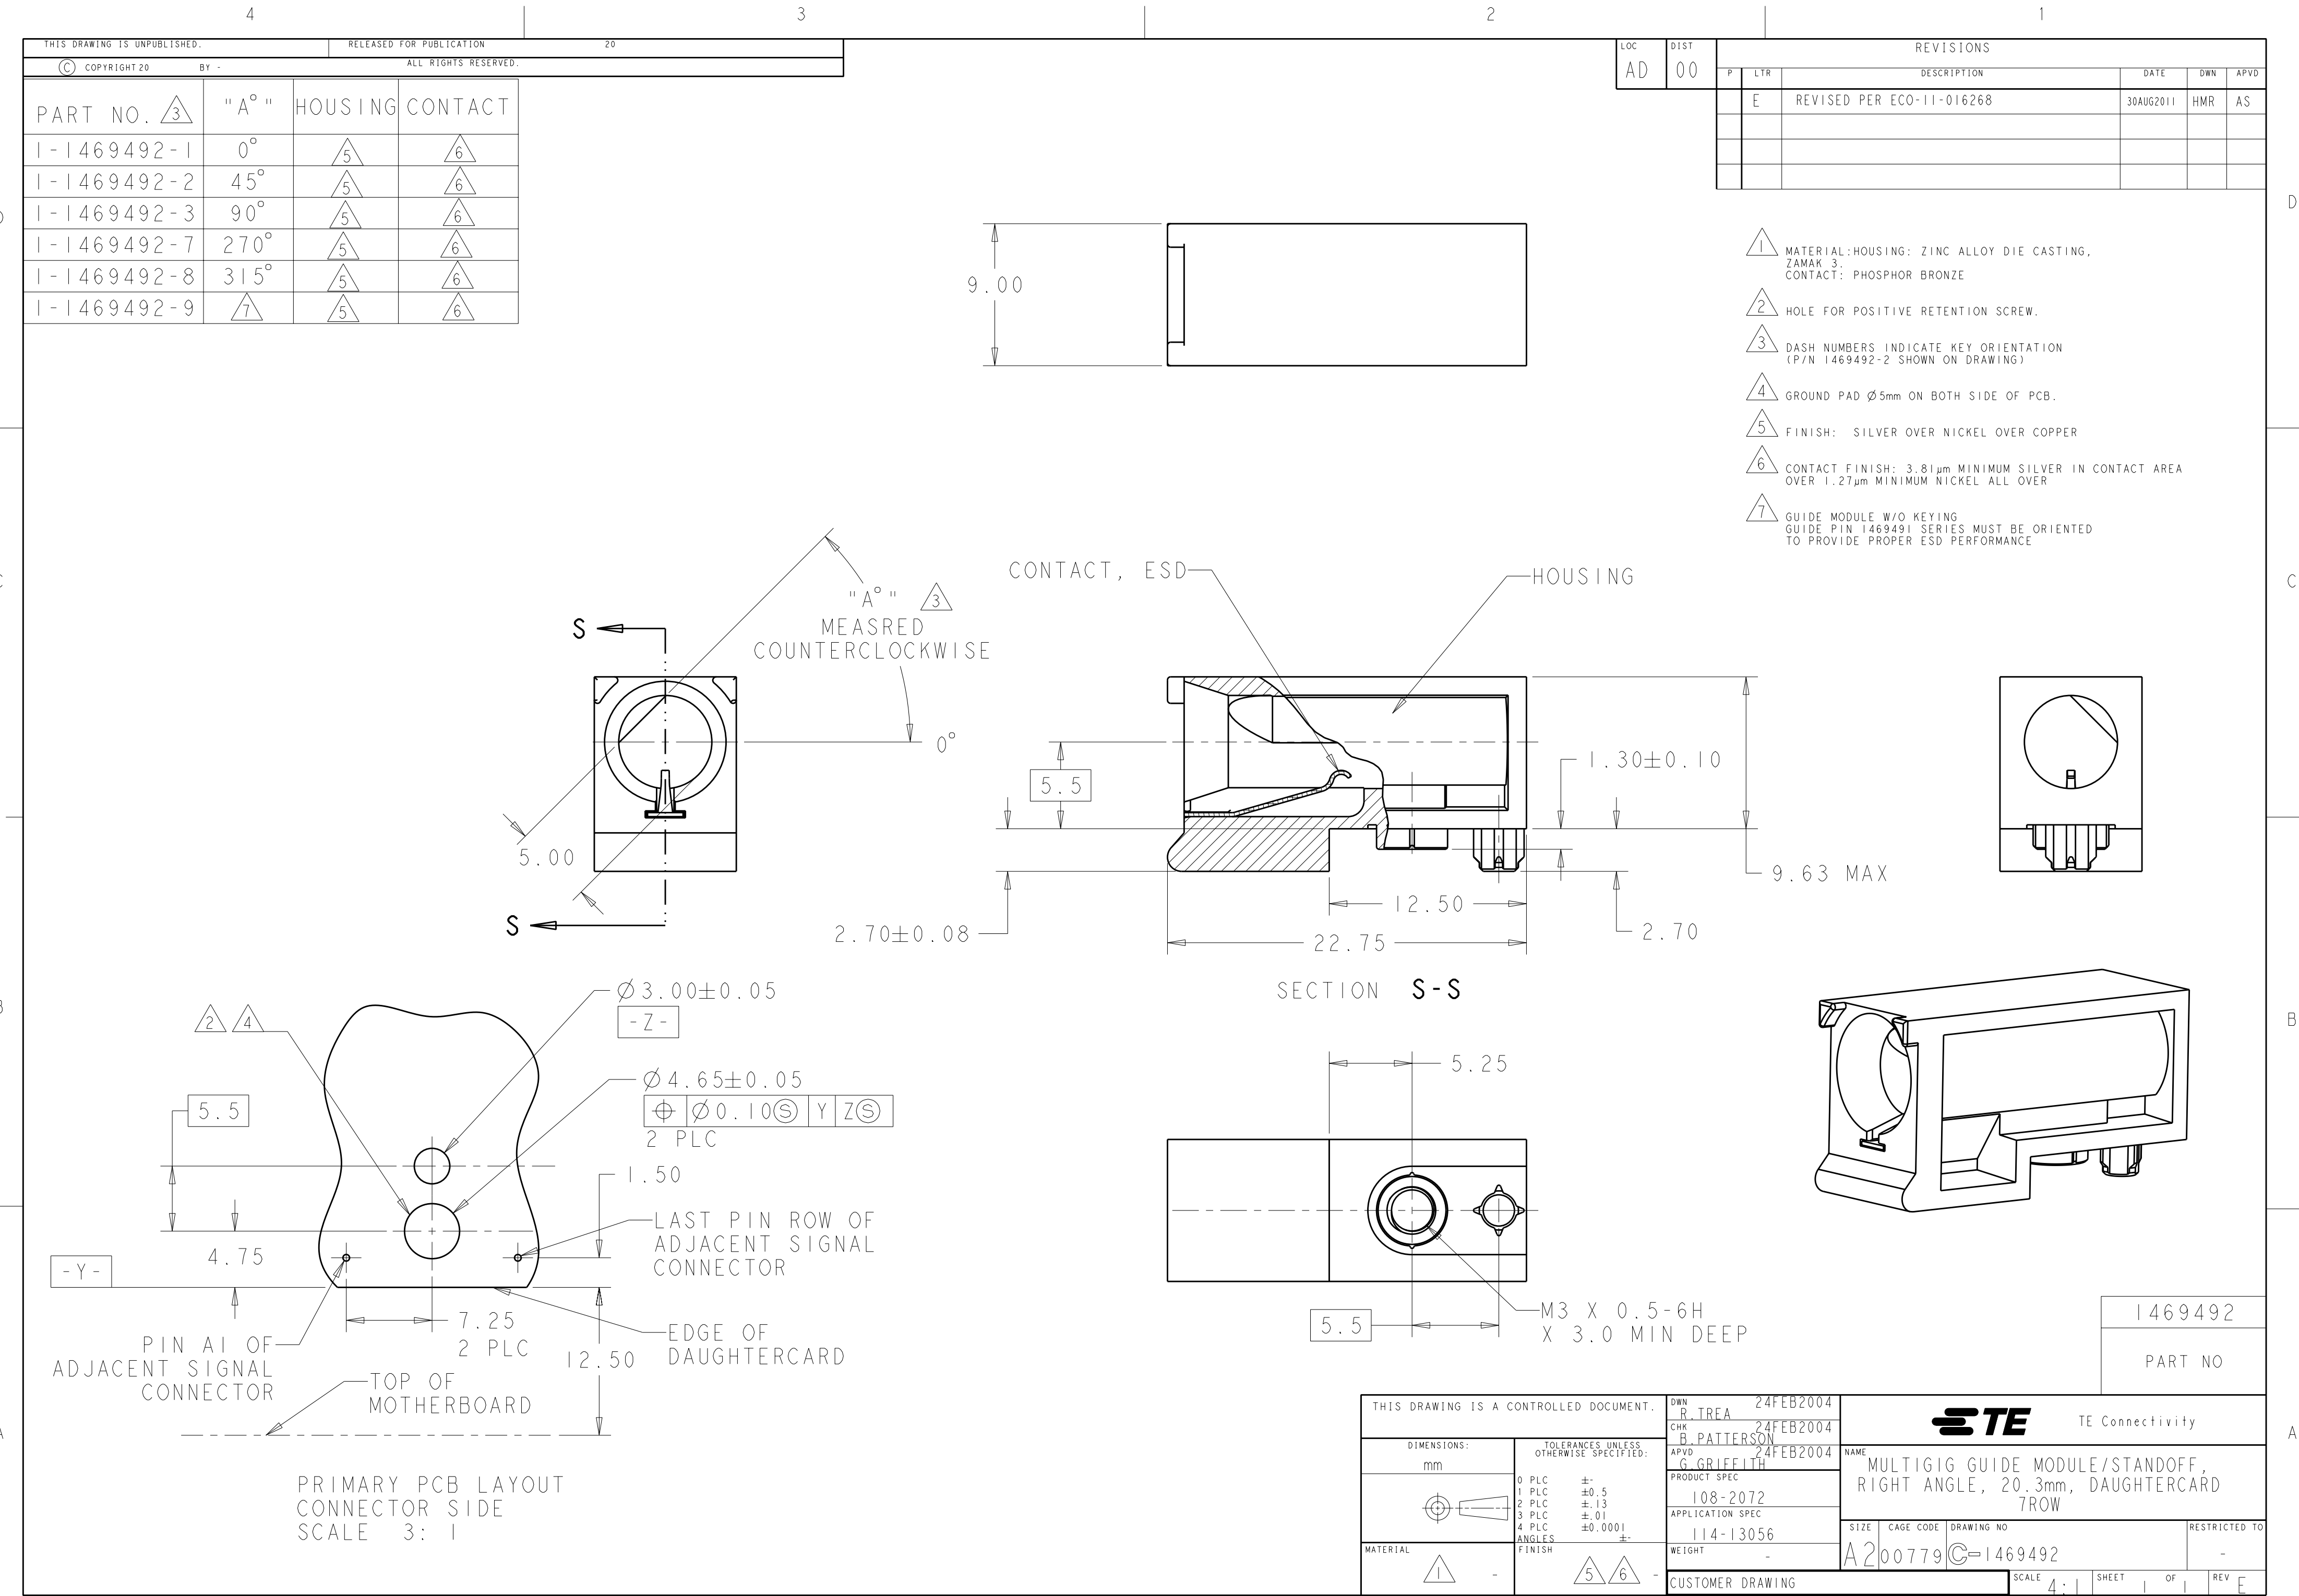 4 3 2 1
THIS DRAWING IS UNPUBLISHED. RELEASED FOR PUBLICATION 20
© COPYRIGHT 20 BY - ALL RIGHTS RESERVED.
LOC DIST
AD 00
REVISIONS
P LTR DESCRIPTION DATE DWN APVD
E REVISED PER ECO-11-016268 30AUG2011 HMR AS
PART NO. 3 "A°" HOUSING CONTACT
1-1469492-1 0° 5 6
1-1469492-2 45° 5 6
1-1469492-3 90° 5 6
1-1469492-7 270° 5 6
1-1469492-8 315° 5 6
1-1469492-9 7 5 6
D
D
9.00
1 MATERIAL:HOUSING: ZINC ALLOY DIE CASTING,
ZAMAK 3.
CONTACT: PHOSPHOR BRONZE
2 HOLE FOR POSITIVE RETENTION SCREW.
3 DASH NUMBERS INDICATE KEY ORIENTATION
(P/N 1469492-2 SHOWN ON DRAWING)
4 GROUND PAD Ø5mm ON BOTH SIDE OF PCB.
5 FINISH: SILVER OVER NICKEL OVER COPPER
6 CONTACT FINISH: 3.81µm MINIMUM SILVER IN CONTACT AREA
OVER 1.27µm MINIMUM NICKEL ALL OVER
7 GUIDE MODULE W/O KEYING
GUIDE PIN 1469491 SERIES MUST BE ORIENTED
TO PROVIDE PROPER ESD PERFORMANCE
C
C
S
"A°" 3
MEASRED
COUNTERCLOCKWISE
0°
5.00
S
CONTACT, ESD
HOUSING
5.5
1.30±0.10
9.63 MAX
12.50
2.70±0.08
22.75
2.70
SECTION S-S
B
B
2 4
Ø3.00±0.05
-Z-
Ø4.65±0.05
⌖ Ø0.10Ⓢ Y ZⓈ
2 PLC
5.5
1.50
LAST PIN ROW OF
ADJACENT SIGNAL
CONNECTOR
4.75
-Y-
7.25
2 PLC
PIN A1 OF
ADJACENT SIGNAL
CONNECTOR
12.50
EDGE OF
DAUGHTERCARD
TOP OF
MOTHERBOARD
PRIMARY PCB LAYOUT
CONNECTOR SIDE
SCALE 3: 1
5.25
5.5
M3 X 0.5-6H
X 3.0 MIN DEEP
1469492
PART NO
A
A
THIS DRAWING IS A CONTROLLED DOCUMENT.
DIMENSIONS:
mm
TOLERANCES UNLESS
OTHERWISE SPECIFIED:
0 PLC ±-
1 PLC ±0.5
2 PLC ±.13
3 PLC ±.01
4 PLC ±0.0001
ANGLES ±-
MATERIAL 1 -
FINISH 5 6 -
DWN 24FEB2004
R.TREA
CHK 24FEB2004
B.PATTERSON
APVD 24FEB2004
G.GRIFFITH
PRODUCT SPEC
108-2072
APPLICATION SPEC
114-13056
WEIGHT -
CUSTOMER DRAWING
TE TE Connectivity
NAME
MULTIGIG GUIDE MODULE/STANDOFF,
RIGHT ANGLE, 20.3mm, DAUGHTERCARD
7ROW
SIZE CAGE CODE DRAWING NO RESTRICTED TO
A2 00779 C-1469492 -
SCALE 4:1 SHEET 1 OF 1 REV E